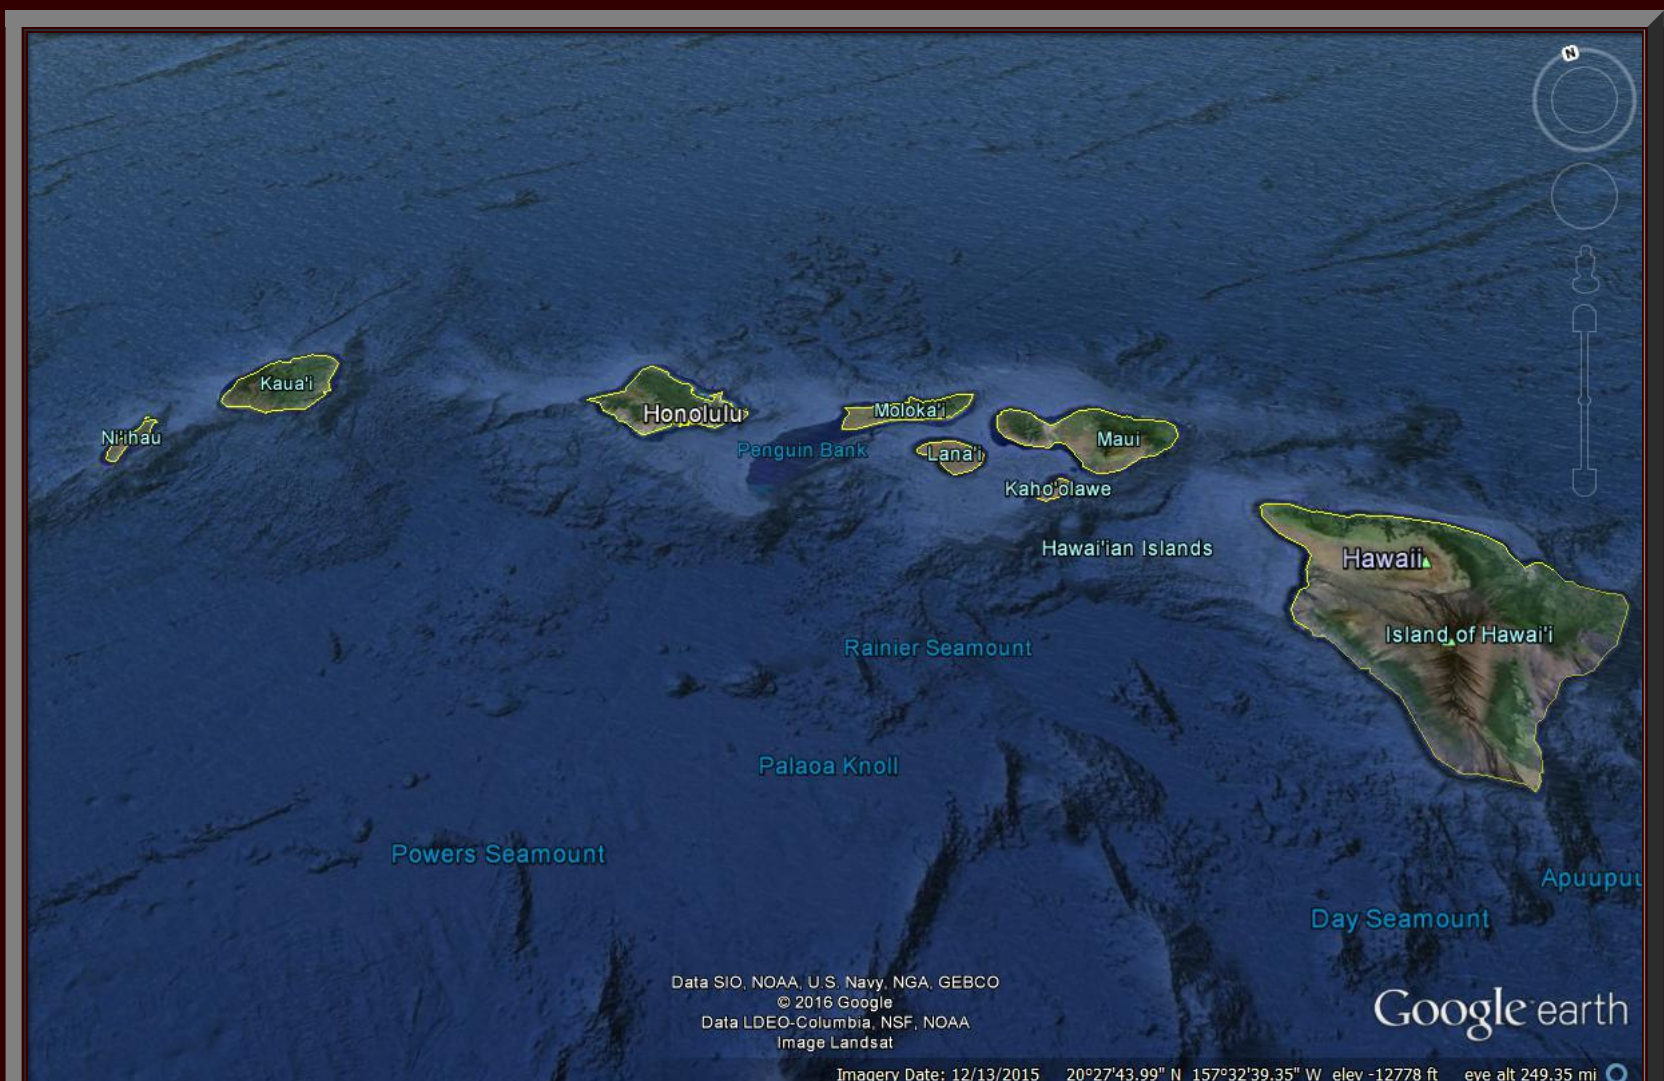 N
Kaua'i
Ni'ihau
Honolulu
Moloka'i
Penguin Bank
Lana'i
Maui
Kaho'olawe
Hawai'ian Islands
Hawaii
Island of Hawai'i
Rainier Seamount
Palaoa Knoll
Powers Seamount
Apuupuu
Day Seamount
Data SIO, NOAA, U.S. Navy, NGA, GEBCO
© 2016 Google
Data LDEO-Columbia, NSF, NOAA
Image Landsat
Google earth
Imagery Date: 12/13/2015 20°27'43.99" N 157°32'39.35" W elev -12778 ft eye alt 249.35 mi